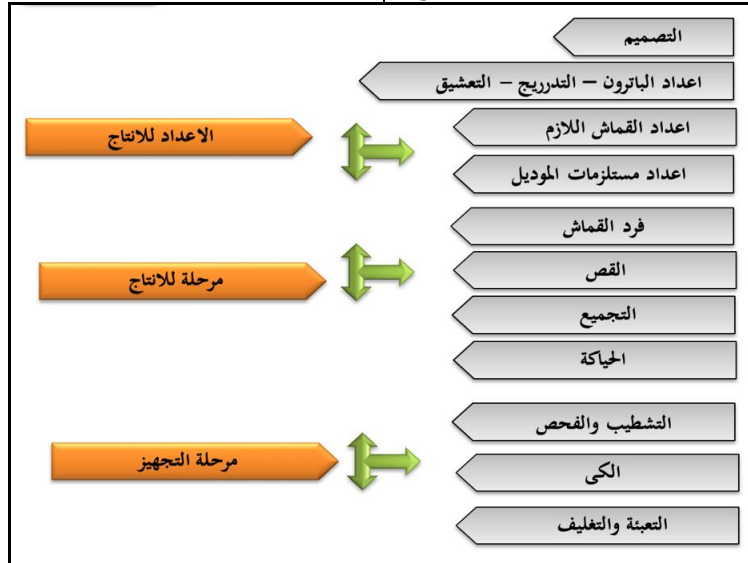 التصميم
اعداد الباترون – التدرريج – التعشيق
اعداد القماش اللازم
الاعداد للانتاج
اعداد مستلزمات الموديل
فرد القماش
القص
مرحلة للانتاج
التجميع
الحياكة
التشطيب والفحص
مرحلة التجهيز
الكى
التعبئة والتغليف